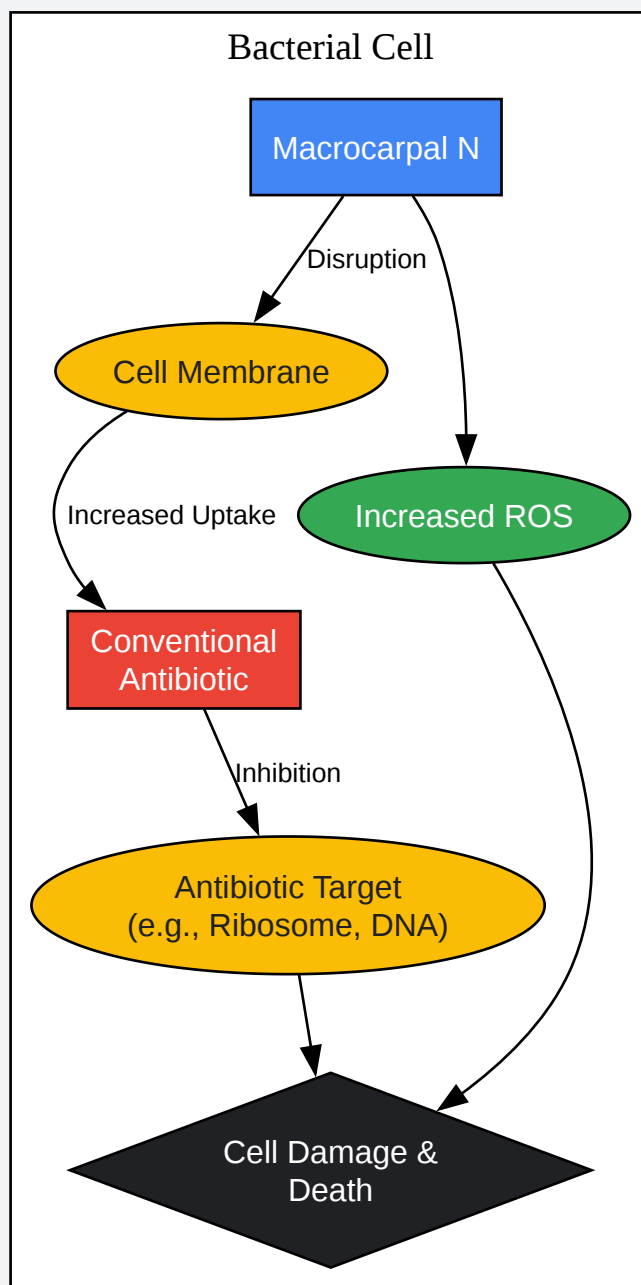 Bacterial Cell
Macrocarpal N
Disruption
Cell Membrane
Increased Uptake
Increased ROS
Conventional
Antibiotic
Inhibition
Antibiotic Target
(e.g., Ribosome, DNA)
Cell Damage &
Death